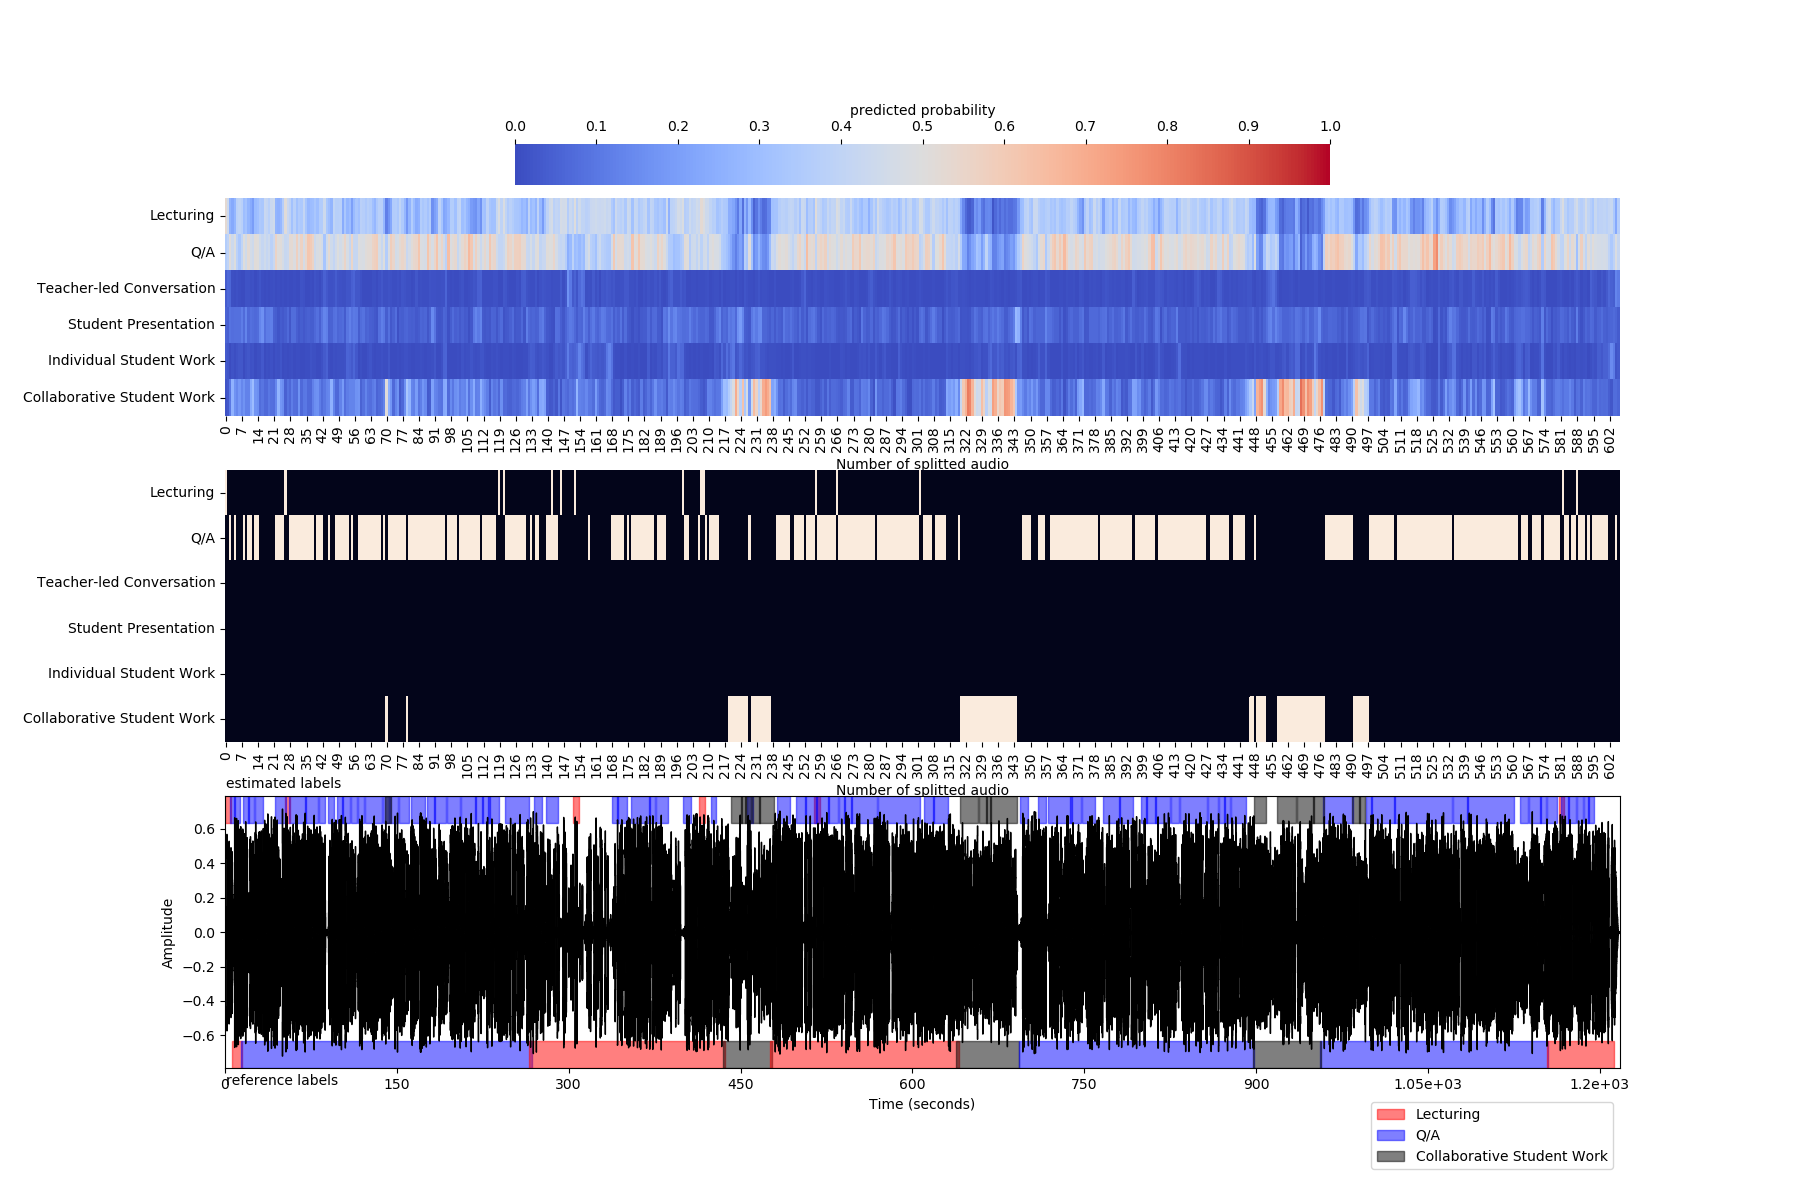 predicted probability
0.0 0.1 0.2 0.3 0.4 0.5 0.6 0.7 0.8 0.9 1.0
Lecturing
Q/A
Teacher-led Conversation
Student Presentation
Individual Student Work
Collaborative Student Work
0 7 14 21 28 35 42 49 56 63 70 77 84 91 98 105 112 119 126 133 140 147 154 161 168 175 182 189 196 203 210 217 224 231 238 245 252 259 266 273 280 287 294 301 308 315 322 329 336 343 350 357 364 371 378 385 392 399 406 413 420 427 434 441 448 455 462 469 476 483 490 497 504 511 518 525 532 539 546 553 560 567 574 581 588 595 602
Number of splitted audio
Lecturing
Q/A
Teacher-led Conversation
Student Presentation
Individual Student Work
Collaborative Student Work
0 7 14 21 28 35 42 49 56 63 70 77 84 91 98 105 112 119 126 133 140 147 154 161 168 175 182 189 196 203 210 217 224 231 238 245 252 259 266 273 280 287 294 301 308 315 322 329 336 343 350 357 364 371 378 385 392 399 406 413 420 427 434 441 448 455 462 469 476 483 490 497 504 511 518 525 532 539 546 553 560 567 574 581 588 595 602
Number of splitted audio
estimated labels
Amplitude
0.6
0.4
0.2
0.0
−0.2
−0.4
−0.6
reference labels
0 150 300 450 600 750 900 1.05e+03 1.2e+03
Time (seconds)
Lecturing
Q/A
Collaborative Student Work